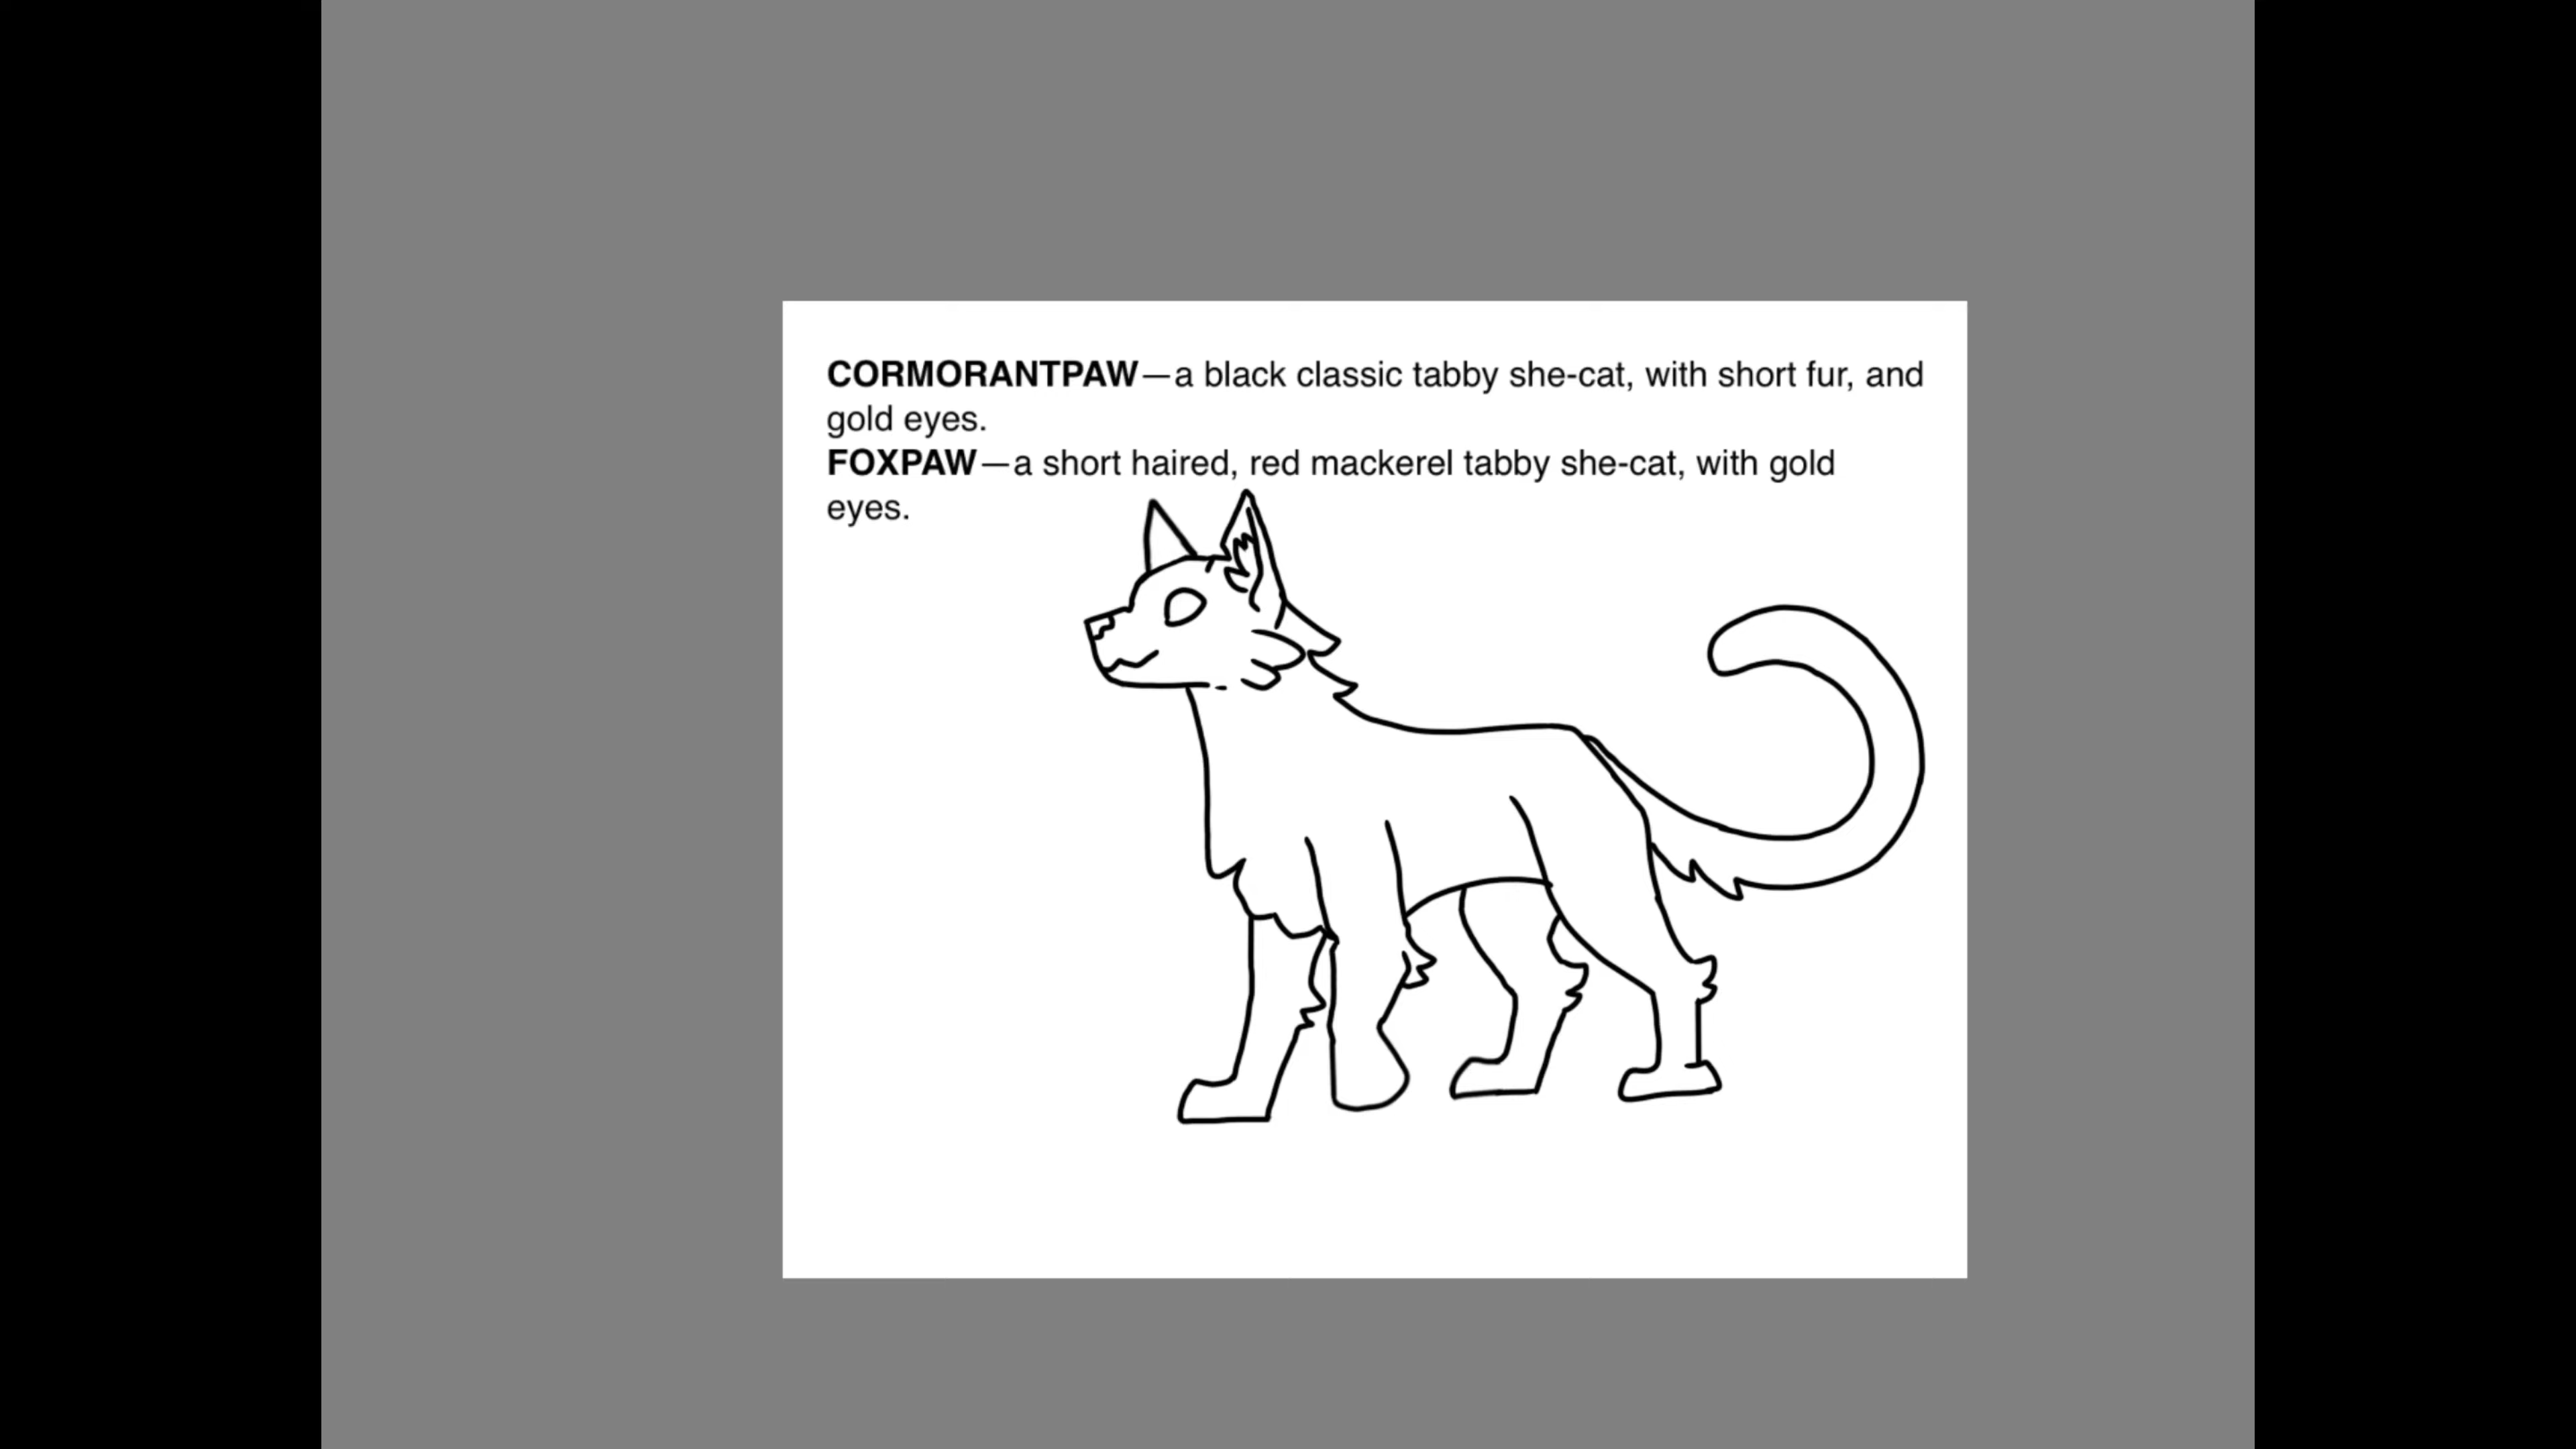 CORMORANTPAW—a black classic tabby she-cat, with short fur, and
gold eyes.
FOXPAW—a short haired, red mackerel tabby she-cat, with gold
eyes.